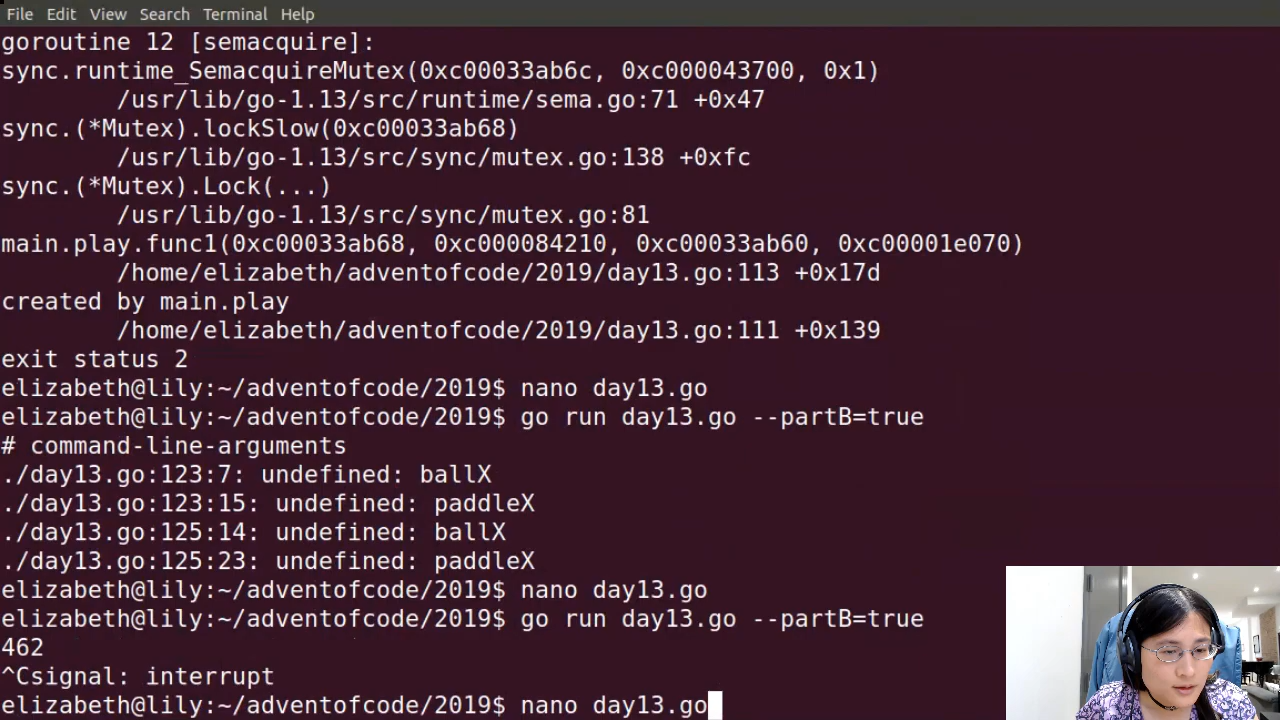 File Edit View Search Terminal Help
goroutine 12 [semacquire]:
sync.runtime_SemacquireMutex(0xc00033ab6c, 0xc000043700, 0x1)
/usr/lib/go-1.13/src/runtime/sema.go:71 +0x47
sync.(*Mutex).lockSlow(0xc00033ab68)
/usr/lib/go-1.13/src/sync/mutex.go:138 +0xfc
sync.(*Mutex).Lock(...)
/usr/lib/go-1.13/src/sync/mutex.go:81
main.play.func1(0xc00033ab68, 0xc000084210, 0xc00033ab60, 0xc00001e070)
/home/elizabeth/adventofcode/2019/day13.go:113 +0x17d
created by main.play
/home/elizabeth/adventofcode/2019/day13.go:111 +0x139
exit status 2
elizabeth@lily:~/adventofcode/2019$ nano day13.go
elizabeth@lily:~/adventofcode/2019$ go run day13.go --partB=true
# command-line-arguments
./day13.go:123:7: undefined: ballX
./day13.go:123:15: undefined: paddleX
./day13.go:125:14: undefined: ballX
./day13.go:125:23: undefined: paddleX
elizabeth@lily:~/adventofcode/2019$ nano day13.go
elizabeth@lily:~/adventofcode/2019$ go run day13.go --partB=true
462
^Csignal: interrupt
elizabeth@lily:~/adventofcode/2019$ nano day13.go